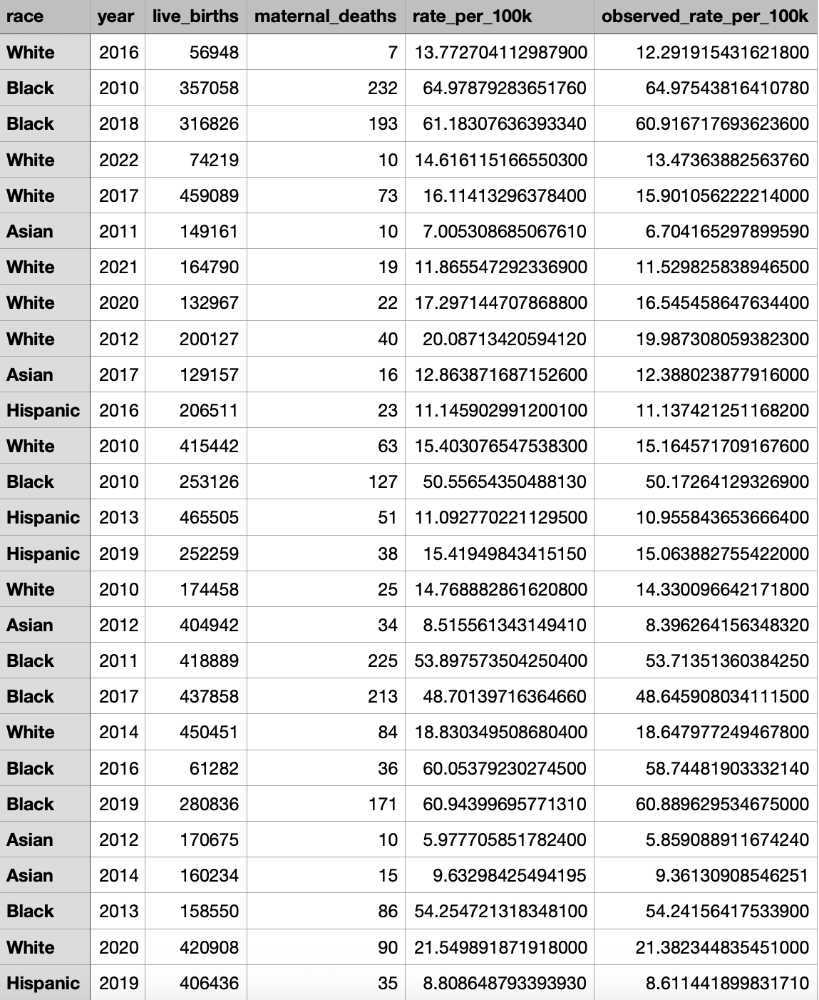 race year live_births maternal_deaths rate_per_100k observed_rate_per_100k
White 2016 56948 7 13.772704112987900 12.291915431621800
Black 2010 357058 232 64.97879283651760 64.97543816410780
Black 2018 316826 193 61.18307636393340 60.916717693623600
White 2022 74219 10 14.616115166550300 13.47363882563760
White 2017 459089 73 16.11413296378400 15.901056222214000
Asian 2011 149161 10 7.005308685067610 6.704165297899590
White 2021 164790 19 11.865547292336900 11.529825838946500
White 2020 132967 22 17.297144707868800 16.545458647634400
White 2012 200127 40 20.08713420594120 19.987308059382300
Asian 2017 129157 16 12.863871687152600 12.388023877916000
Hispanic 2016 206511 23 11.145902991200100 11.137421251168200
White 2010 415442 63 15.403076547538300 15.164571709167600
Black 2010 253126 127 50.55654350488130 50.17264129326900
Hispanic 2013 465505 51 11.092770221129500 10.955843653666400
Hispanic 2019 252259 38 15.41949843415150 15.063882755422000
White 2010 174458 25 14.768882861620800 14.330096642171800
Asian 2012 404942 34 8.515561343149410 8.396264156348320
Black 2011 418889 225 53.897573504250400 53.71351360384250
Black 2017 437858 213 48.70139716364660 48.645908034111500
White 2014 450451 84 18.830349508680400 18.647977249467800
Black 2016 61282 36 60.05379230274500 58.74481903332140
Black 2019 280836 171 60.94399695771310 60.889629534675000
Asian 2012 170675 10 5.977705851782400 5.859088911674240
Asian 2014 160234 15 9.63298425494195 9.36130908546251
Black 2013 158550 86 54.254721318348100 54.24156417533900
White 2020 420908 90 21.549891871918000 21.382344835451000
Hispanic 2019 406436 35 8.808648793393930 8.611441899831710